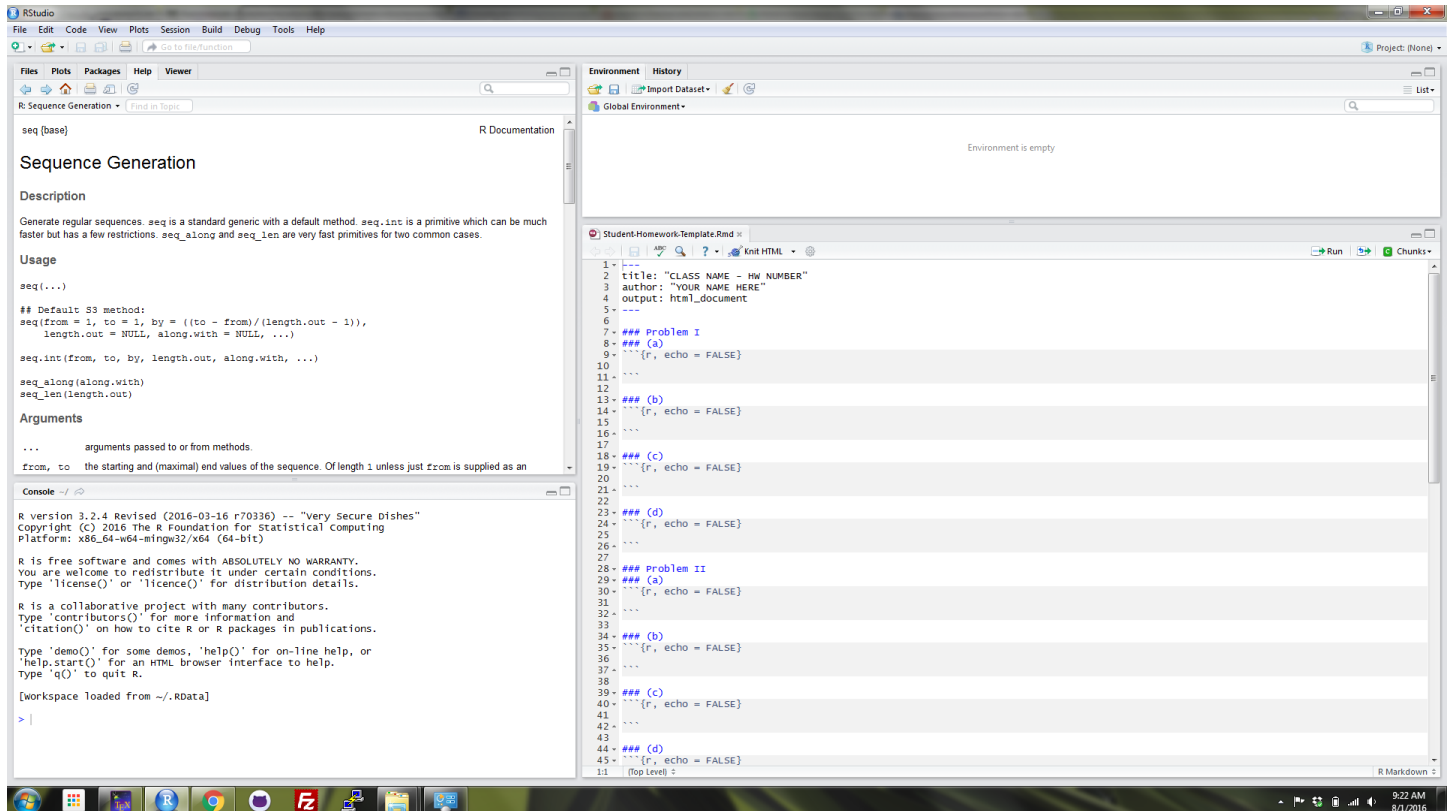 RStudio
File Edit Code View Plots Session Build Debug Tools Help
Go to file/function
Project: (None)
Files Plots Packages Help Viewer
R: Sequence Generation Find in Topic
seq {base} R Documentation
Sequence Generation
Description
Generate regular sequences. seq is a standard generic with a default method. seq.int is a primitive which can be much
faster but has a few restrictions. seq_along and seq_len are very fast primitives for two common cases.
Usage
seq(...)
## Default S3 method:
seq(from = 1, to = 1, by = ((to - from)/(length.out - 1)),
length.out = NULL, along.with = NULL, ...)
seq.int(from, to, by, length.out, along.with, ...)
seq_along(along.with)
seq_len(length.out)
Arguments
... arguments passed to or from methods.
from, to the starting and (maximal) end values of the sequence. Of length 1 unless just from is supplied as an
Console ~/
R version 3.2.4 Revised (2016-03-16 r70336) -- "Very Secure Dishes"
Copyright (C) 2016 The R Foundation for Statistical Computing
Platform: x86_64-w64-mingw32/x64 (64-bit)
R is free software and comes with ABSOLUTELY NO WARRANTY.
You are welcome to redistribute it under certain conditions.
Type 'license()' or 'licence()' for distribution details.
R is a collaborative project with many contributors.
Type 'contributors()' for more information and
'citation()' on how to cite R or R packages in publications.
Type 'demo()' for some demos, 'help()' for on-line help, or
'help.start()' for an HTML browser interface to help.
Type 'q()' to quit R.
[Workspace loaded from ~/.RData]
>
Environment History
Import Dataset
List
Global Environment
Environment is empty
Student-Homework-Template.Rmd
ABC ? Knit HTML Run C Chunks
1 ---
2 title: "CLASS NAME - HW NUMBER"
3 author: "YOUR NAME HERE"
4 output: html_document
5 ---
6
7 ### Problem I
8 ### (a)
9 ```{r, echo = FALSE}
10
11 ```
12
13 ### (b)
14 ```{r, echo = FALSE}
15
16 ```
17
18 ### (c)
19 ```{r, echo = FALSE}
20
21 ```
22
23 ### (d)
24 ```{r, echo = FALSE}
25
26 ```
27
28 ### Problem II
29 ### (a)
30 ```{r, echo = FALSE}
31
32 ```
33
34 ### (b)
35 ```{r, echo = FALSE}
36
37 ```
38
39 ### (c)
40 ```{r, echo = FALSE}
41
42 ```
43
44 ### (d)
45 ```{r, echo = FALSE}
1:1 (Top Level) R Markdown
TEX R Fz
9:22 AM
8/1/2016